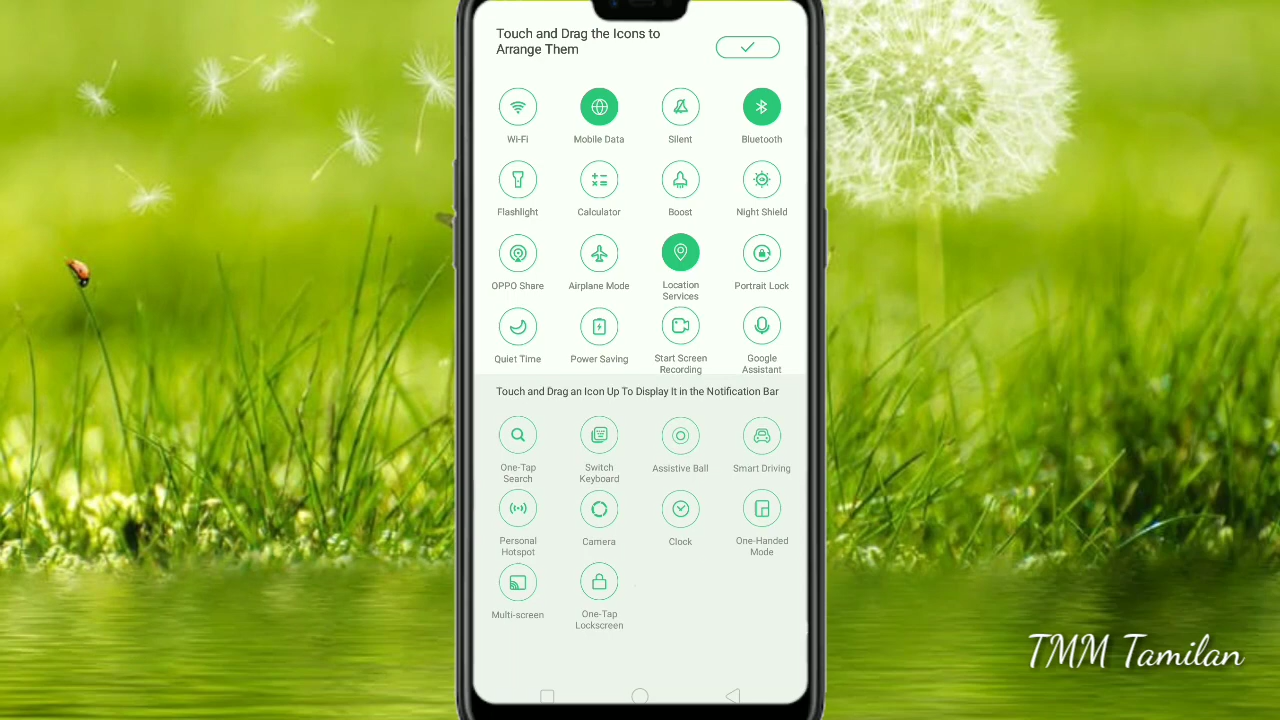 Touch and Drag the Icons to
Arrange Them
Wi-Fi
Mobile Data
Silent
Bluetooth
Flashlight
Calculator
Boost
Night Shield
OPPO Share
Airplane Mode
Location
Services
Portrait Lock
Quiet Time
Power Saving
Start Screen
Recording
Google
Assistant
Touch and Drag an Icon Up To Display It in the Notification Bar
One-Tap
Search
Switch
Keyboard
Assistive Ball
Smart Driving
Personal
Hotspot
Camera
Clock
One-Handed
Mode
Multi-screen
One-Tap
Lockscreen
TMM Tamilan